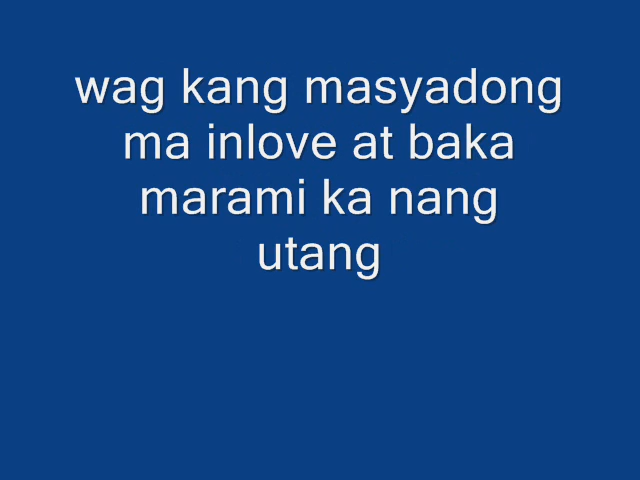 wag kang masyadong
ma inlove at baka
marami ka nang
utang